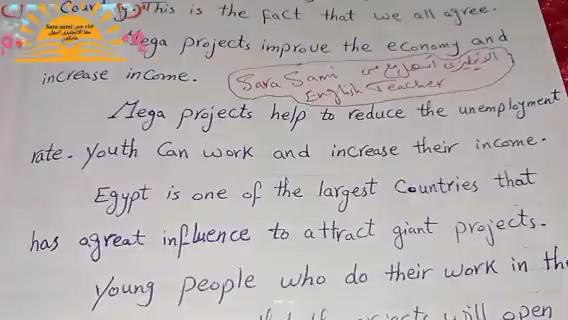 Country. This is the fact that we all agree.
Mega projects improve the economy and
increase income.
Sara Sami
English Teacher
Mega projects help to reduce the unemployment
rate. youth Can work and increase their income.
Egypt is one of the largest Countries that
has agreat influence to attract giant projects.
Young people who do their work in the
projects will open